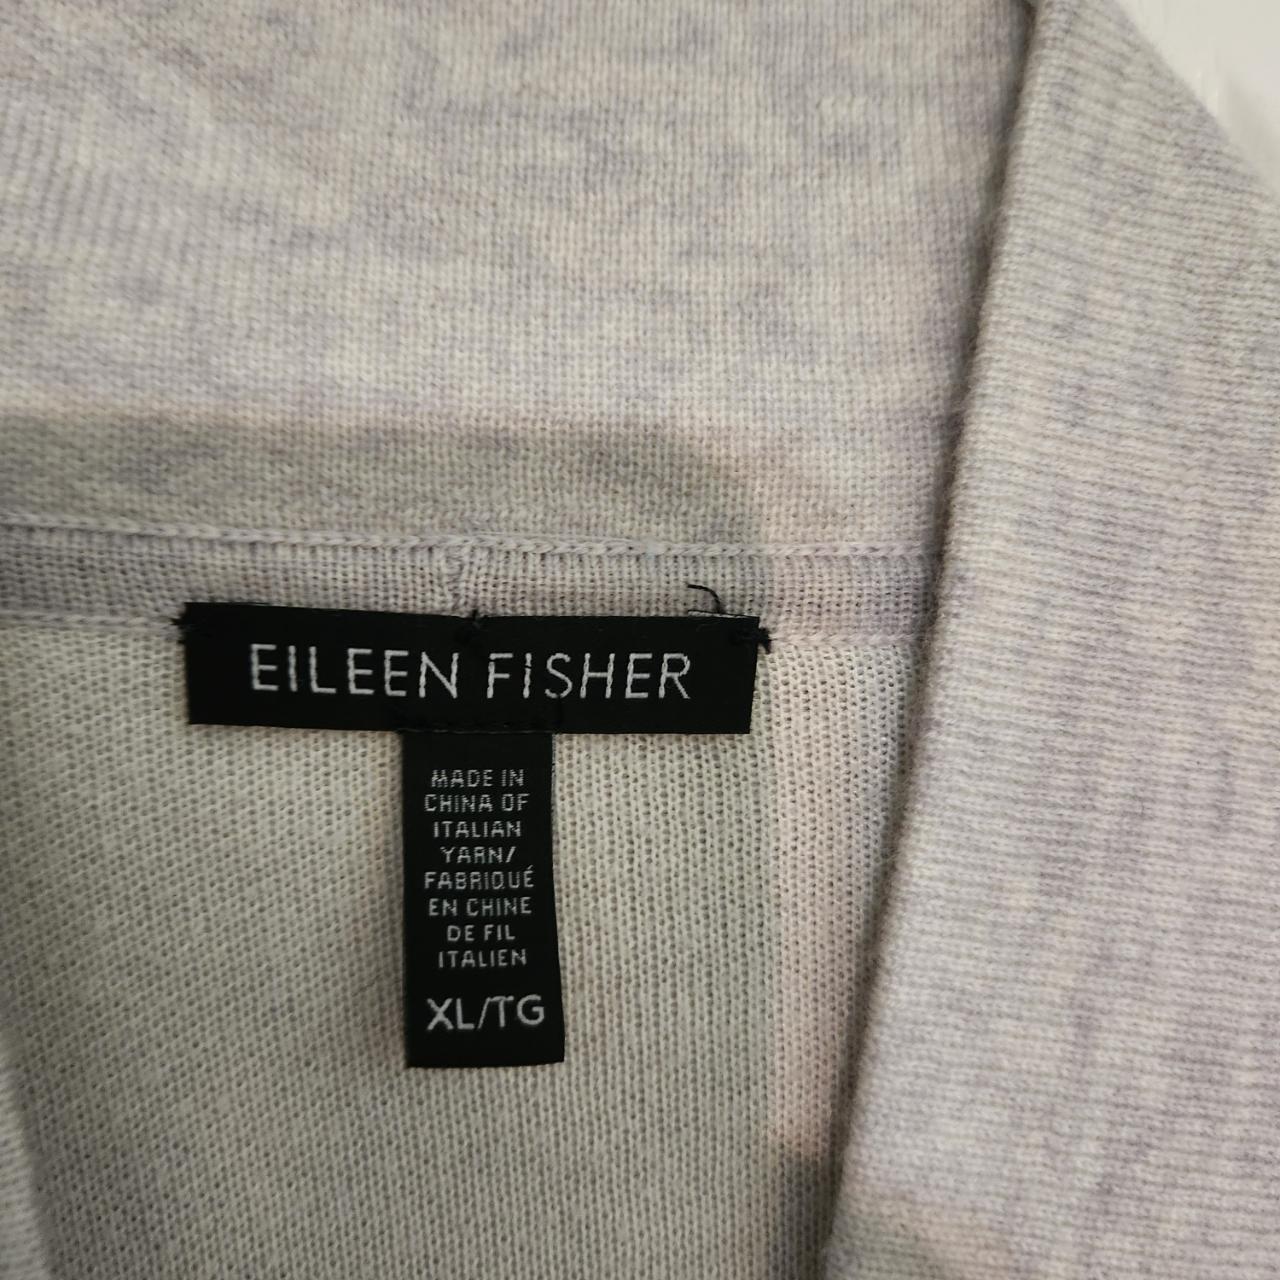 EILEEN FISHER
MADE IN
CHINA OF
ITALIAN
YARN/
FABRIQUÉ
EN CHINE
DE FIL
ITALIEN
XL/TG